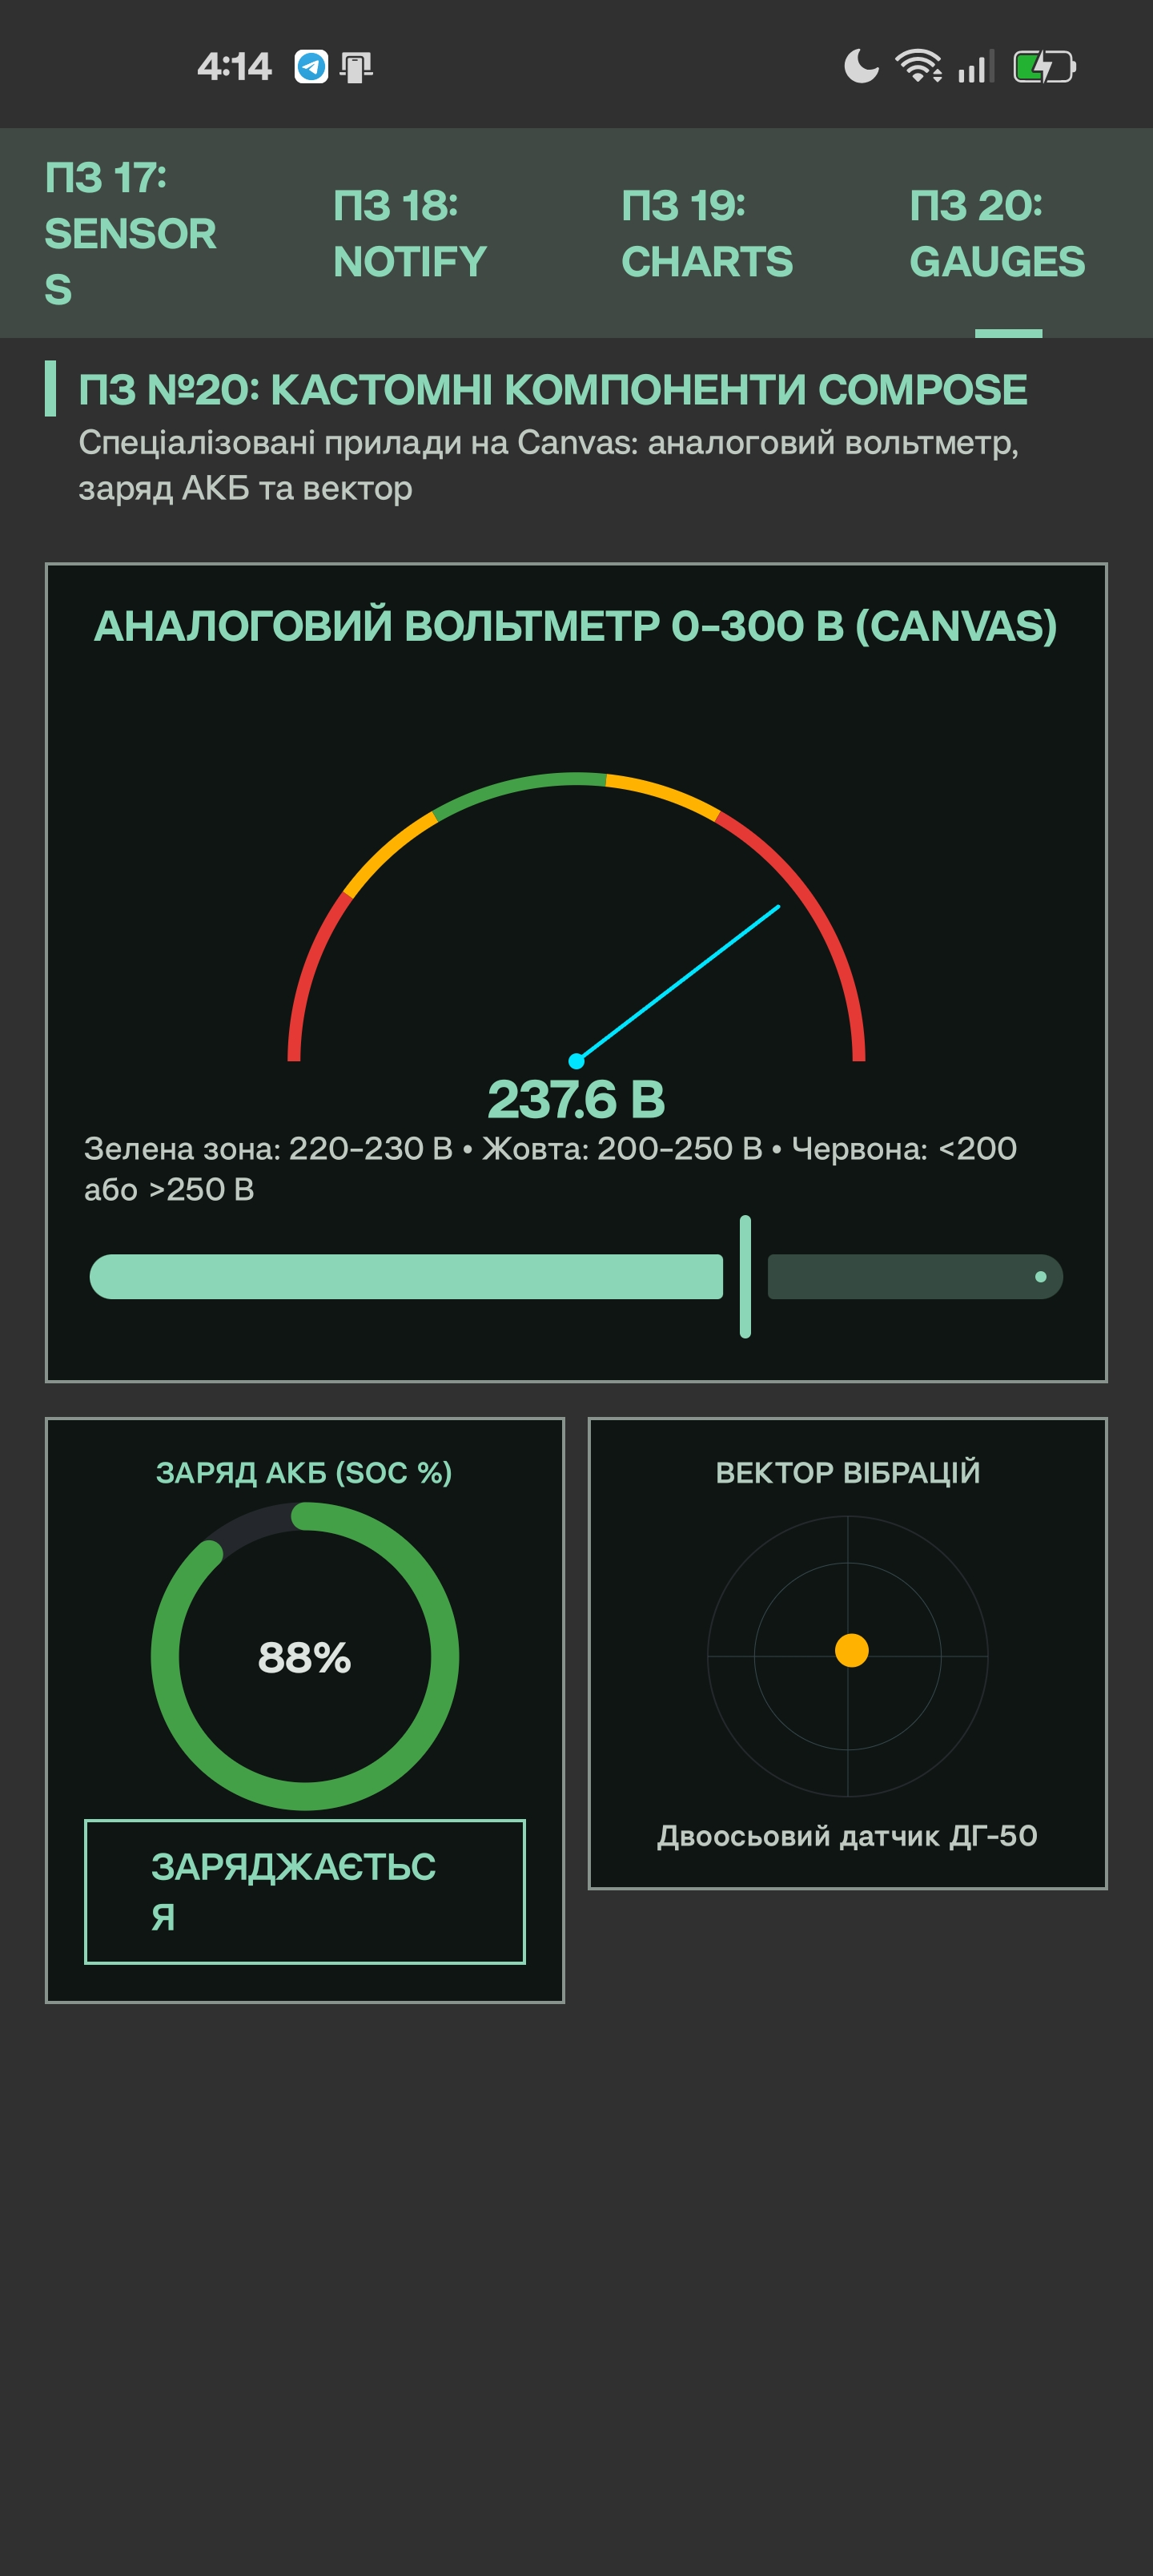 4:14
ПЗ 17:
SENSOR
S
ПЗ 18:
NOTIFY
ПЗ 19:
CHARTS
ПЗ 20:
GAUGES
ПЗ №20: КАСТОМНІ КОМПОНЕНТИ COMPOSE
Спеціалізовані прилади на Canvas: аналоговий вольтметр,
заряд АКБ та вектор
АНАЛОГОВИЙ ВОЛЬТМЕТР 0–300 В (CANVAS)
237.6 В
Зелена зона: 220–230 В • Жовта: 200–250 В • Червона: <200
або >250 В
ЗАРЯД АКБ (SOC %)
88%
ЗАРЯДЖАЄТЬС
Я
ВЕКТОР ВІБРАЦІЙ
Двоосьовий датчик ДГ-50